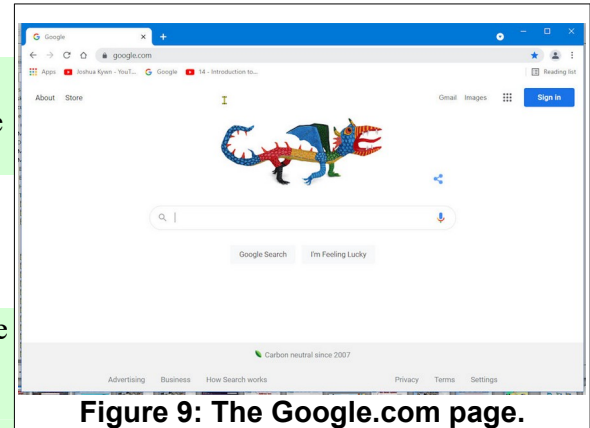 Google
google.com
Apps Joshua Kywn - YouT... Google 14 - Introduction to... Reading list
About Store Gmail Images Sign in
Google Search I'm Feeling Lucky
Carbon neutral since 2007
Advertising Business How Search works Privacy Terms Settings
Figure 9: The Google.com page.